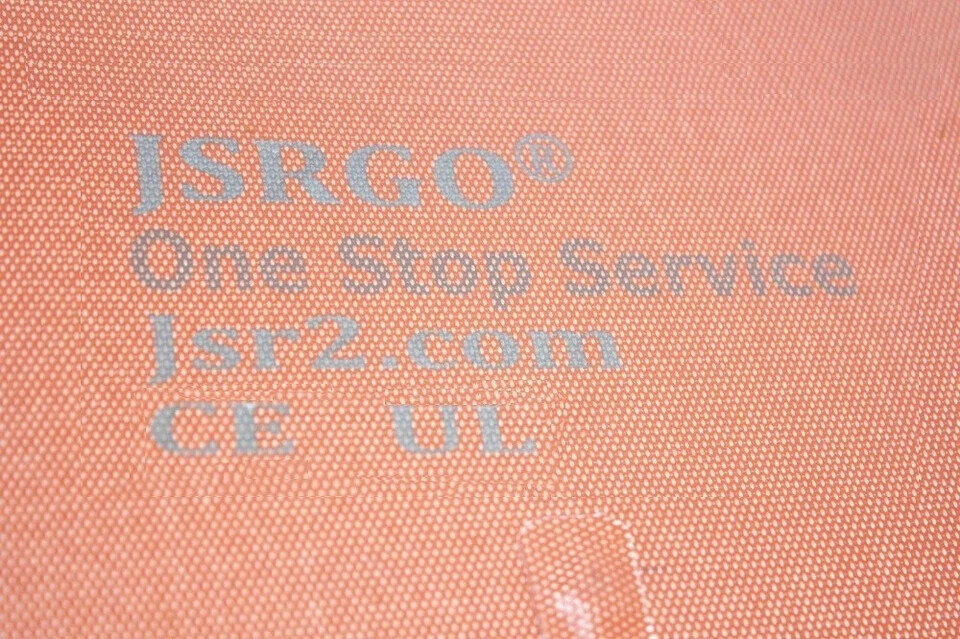 JSRGO®
One Stop Service
Jsr2.com
CE UL